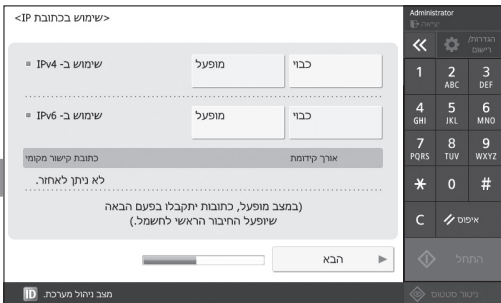 <שימוש בכתובת IP>
שימוש ב- IPv4
מופעל
כבוי
שימוש ב- IPv6
מופעל
כבוי
כתובת קישור מקומי
אורך קידומת
לא ניתן לאחזר.
(במצב מופעל, כתובות יתקבלו בפעם הבאה
שיופעל החיבור הראשי לחשמל.)
הבא
ID מצב ניהול מערכת.
Administrator
יציאה
הגדרות/
רישום
1
2 ABC
3 DEF
4 GHI
5 JKL
6 MNO
7 PQRS
8 TUV
9 WXYZ
*
0
#
C
איפוס
התחל
ניטור סטטוס